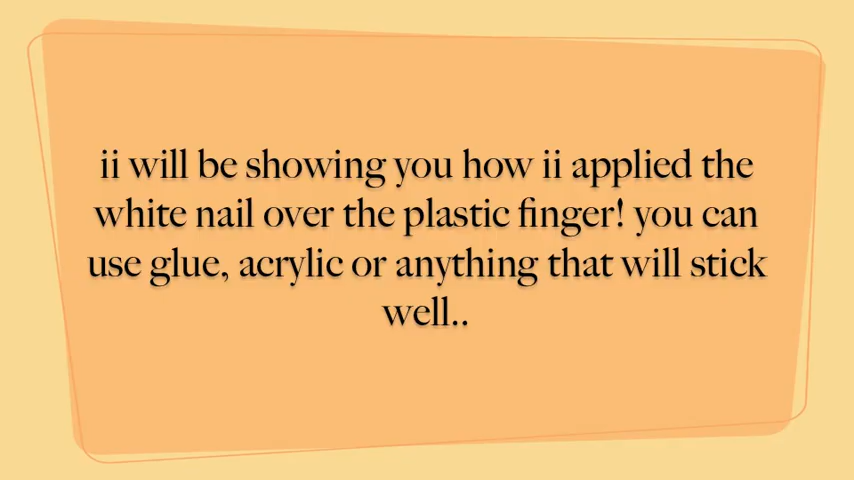 ii will be showing you how ii applied the
white nail over the plastic finger! you can
use glue, acrylic or anything that will stick
well..